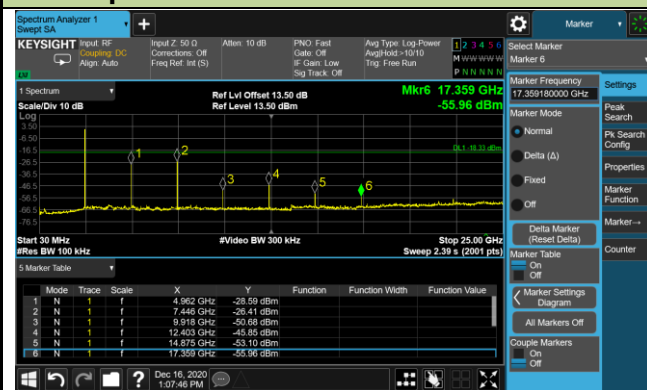 Spectrum Analyzer 1
Swept SA
+
Marker
KEYSIGHT
Input: RF
Coupling: DC
Align: Auto
Input Z: 50 Ω
Corrections: Off
Freq Ref: Int (S)
Atten: 10 dB
PNO: Fast
Gate: Off
IF Gain: Low
Sig Track: Off
Avg Type: Log-Power
Avg|Hold:>10/10
Trig: Free Run
1 2 3 4 5 6
M W W W W W
P N N N N N
Select Marker
Marker 6
1 Spectrum
Scale/Div 10 dB
Log
Ref Lvl Offset 13.50 dB
Ref Level 13.50 dBm
Mkr6 17.359 GHz
-55.96 dBm
3.50
-6.50
-16.5
-26.5
-36.5
-46.5
-56.5
-66.5
-76.5
DL1 -16.33 dBm
1
2
3
4
5
6
Start 30 MHz
#Res BW 100 kHz
#Video BW 300 kHz
Stop 25.00 GHz
Sweep 2.39 s (2001 pts)
5 Marker Table
Mode Trace Scale X Y Function Function Width Function Value
1 N 1 f 4.962 GHz -28.59 dBm
2 N 1 f 7.446 GHz -26.41 dBm
3 N 1 f 9.918 GHz -50.68 dBm
4 N 1 f 12.403 GHz -45.85 dBm
5 N 1 f 14.875 GHz -53.10 dBm
6 N 1 f 17.359 GHz -55.96 dBm
Marker Frequency
17.359180000 GHz
Marker Mode
Normal
Delta (Δ)
Fixed
Off
Delta Marker
(Reset Delta)
Marker Table
On
Off
Marker Settings
Diagram
All Markers Off
Couple Markers
On
Off
Settings
Peak
Search
Pk Search
Config
Properties
Marker
Function
Marker→
Counter
?
Dec 16, 2020
1:07:46 PM